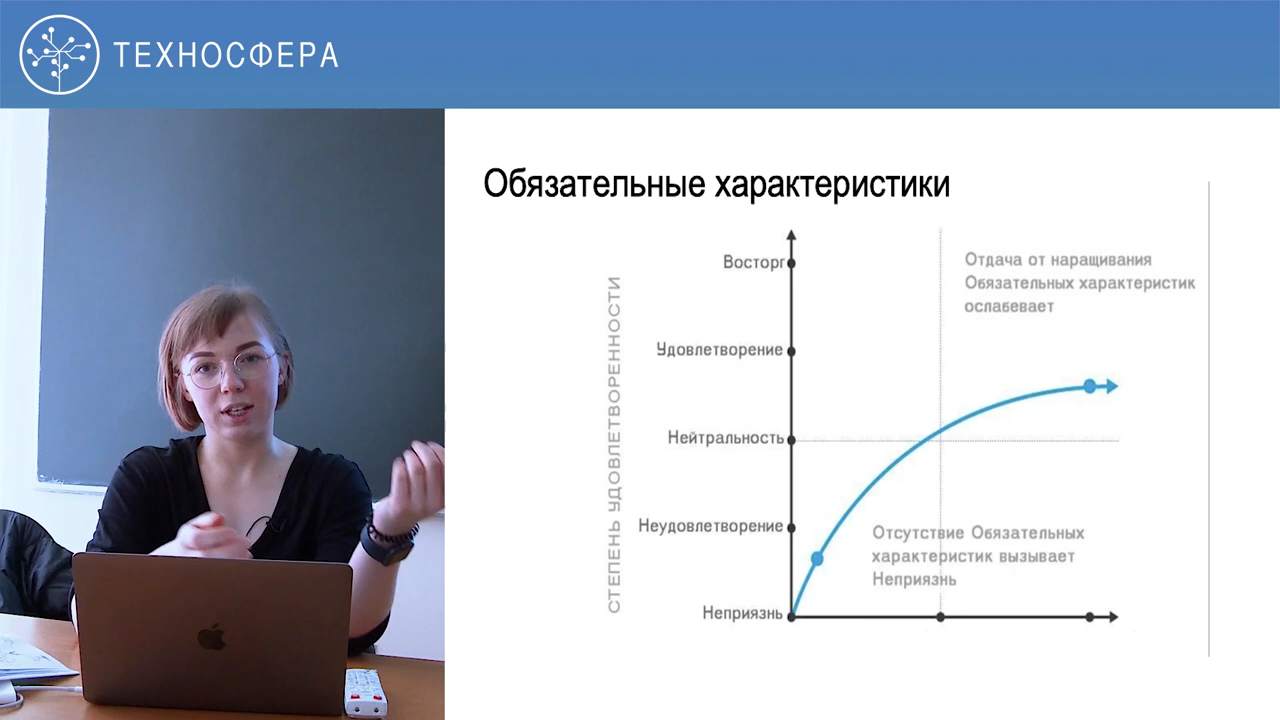 ТЕХНОСФЕРА
Обязательные характеристики
СТЕПЕНЬ УДОВЛЕТВОРЕННОСТИ
Восторг
Удовлетворение
Нейтральность
Неудовлетворение
Неприязнь
Отдача от наращивания
Обязательных характеристик
ослабевает
Отсутствие Обязательных
характеристик вызывает
Неприязнь